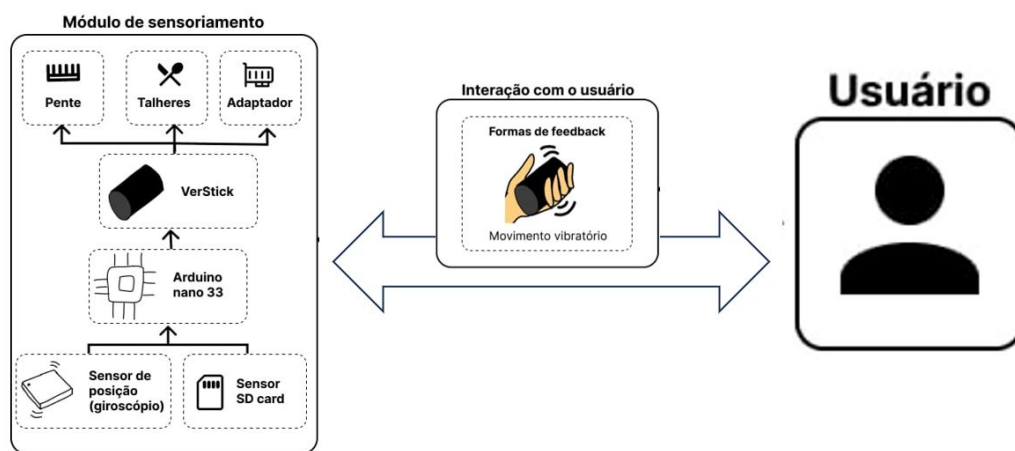 Módulo de sensoriamento
Pente
Talheres
Adaptador
VerStick
Arduino
nano 33
Sensor de
posição
(giroscópio)
Sensor
SD card
Interação com o usuário
Formas de feedback
Movimento vibratório
Usuário